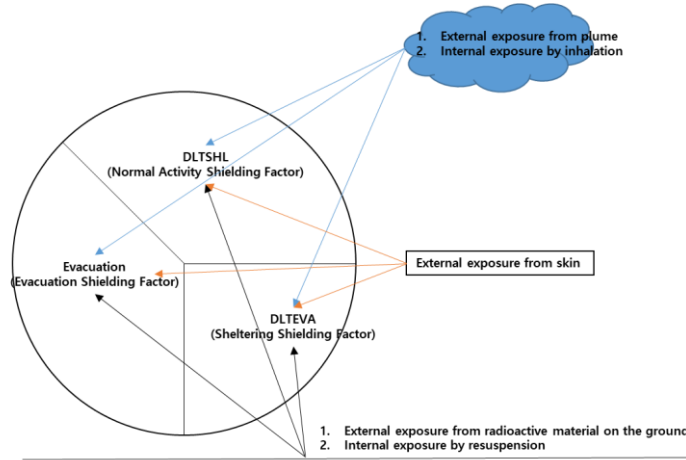 1. External exposure from plume
2. Internal exposure by inhalation
DLTSHL
(Normal Activity Shielding Factor)
Evacuation
(Evacuation Shielding Factor)
External exposure from skin
DLTEVA
(Sheltering Shielding Factor)
1. External exposure from radioactive material on the ground
2. Internal exposure by resuspension